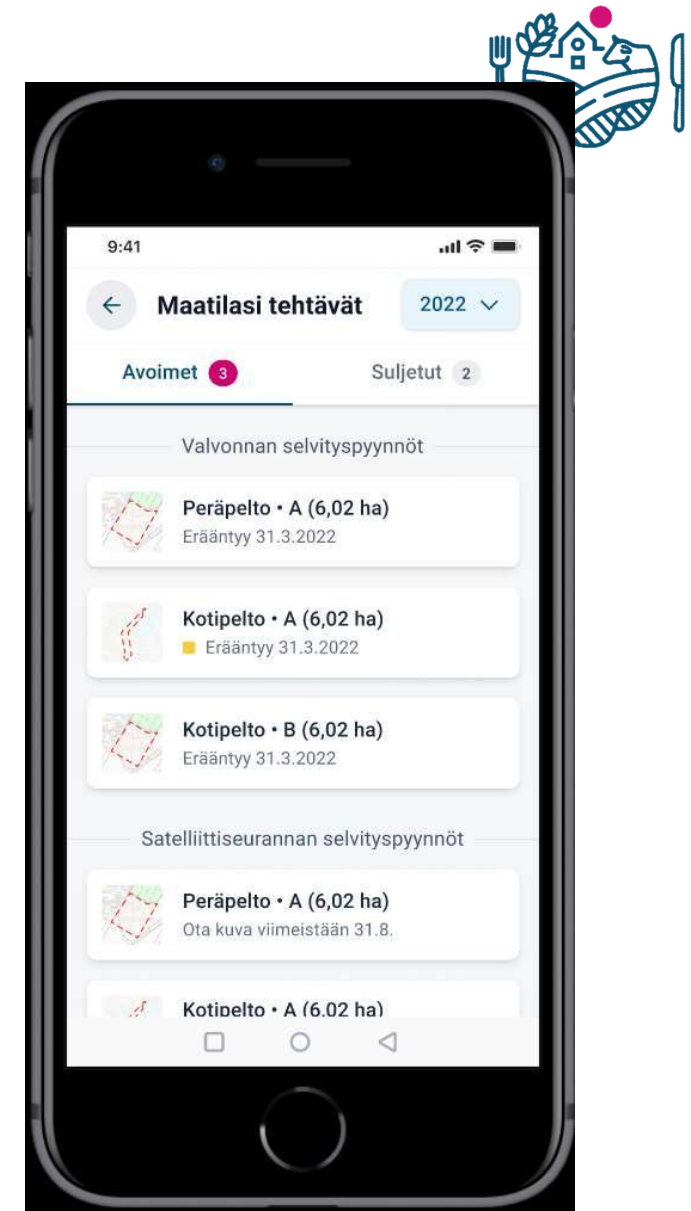 9:41
Maatilasi tehtävät
2022
Avoimet 3
Suljetut 2
Valvonnan selvityspyynnöt
Peräpelto • A (6,02 ha)
Erääntyy 31.3.2022
Kotipelto • A (6,02 ha)
Erääntyy 31.3.2022
Kotipelto • B (6,02 ha)
Erääntyy 31.3.2022
Satelliittiseurannan selvityspyynnöt
Peräpelto • A (6,02 ha)
Ota kuva viimeistään 31.8.
Kotipelto • A (6,02 ha)